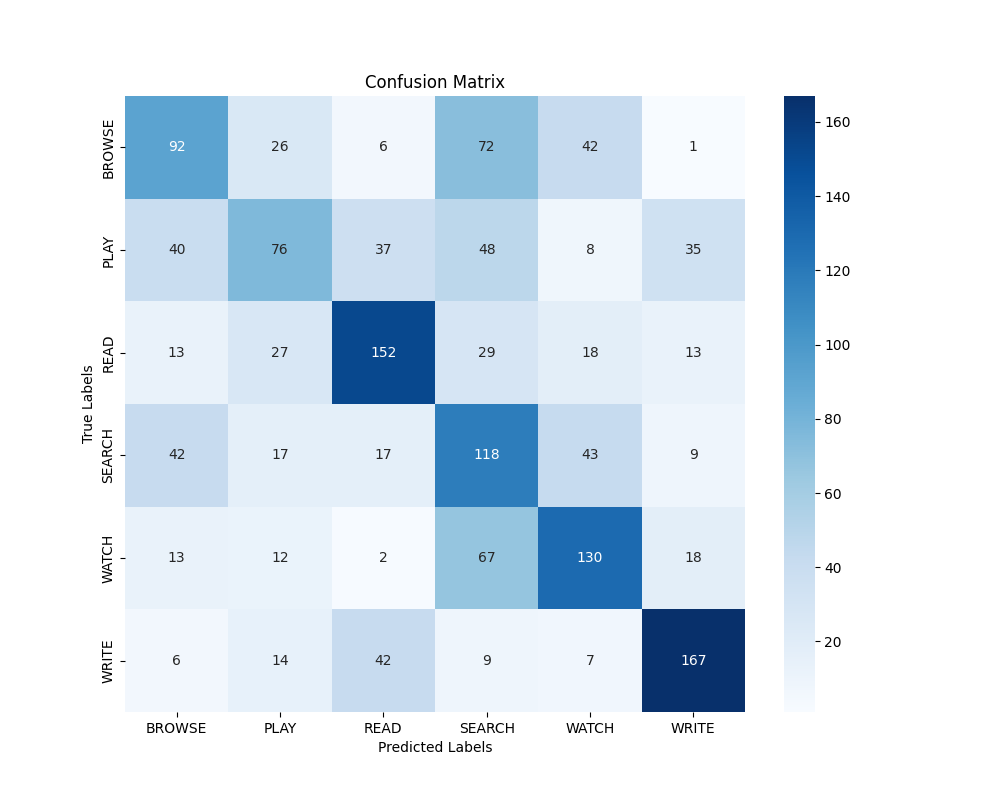 Confusion Matrix
BROWSE 92 26 6 72 42 1
PLAY 40 76 37 48 8 35
READ 13 27 152 29 18 13
SEARCH 42 17 17 118 43 9
WATCH 13 12 2 67 130 18
WRITE 6 14 42 9 7 167
True Labels
BROWSE PLAY READ SEARCH WATCH WRITE
Predicted Labels
160
140
120
100
80
60
40
20